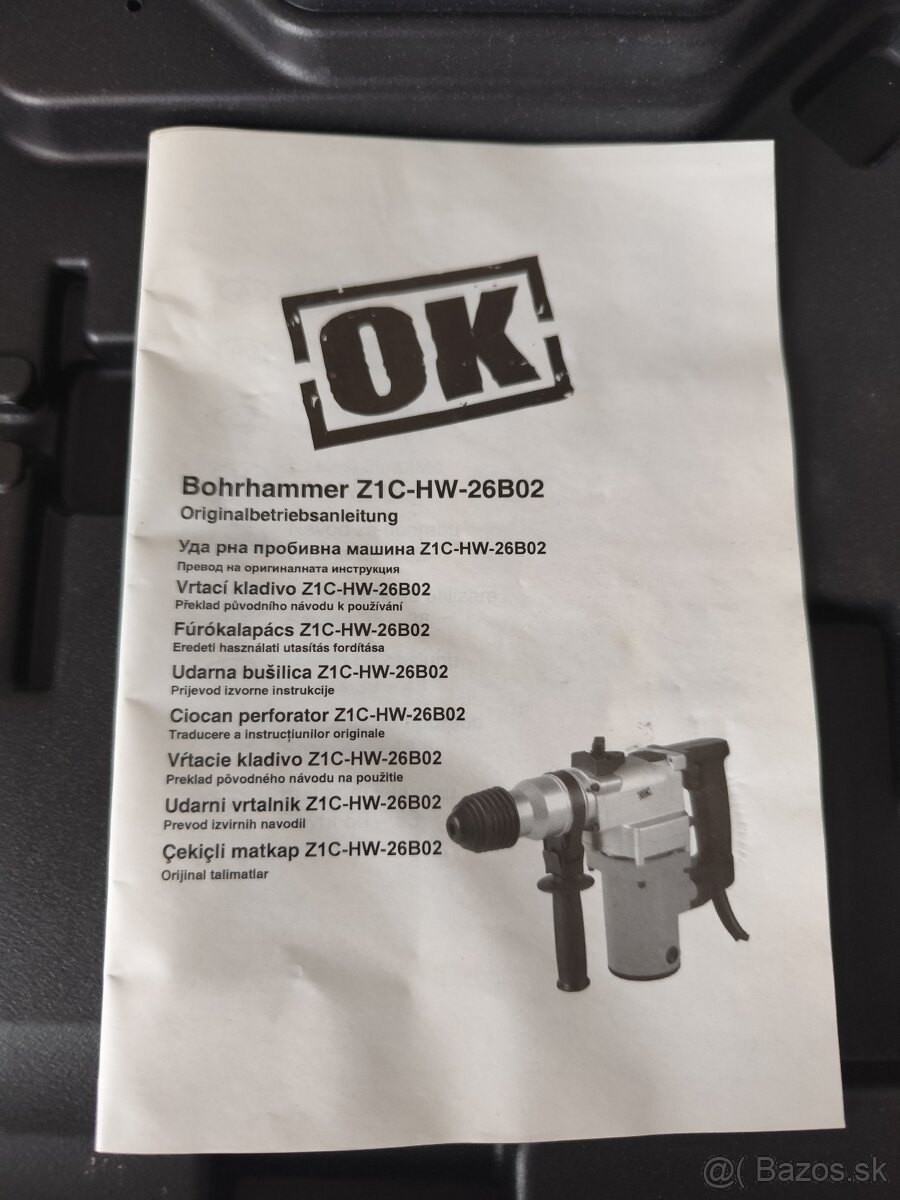 OK
Bohrhammer Z1C-HW-26B02
Originalbetriebsanleitung
Уда рна пробивна машина Z1C-HW-26B02
Превод на оригиналната инструкция
Vrtací kladivo Z1C-HW-26B02
Překlad původního návodu k používání
Fúrókalapács Z1C-HW-26B02
Eredeti használati utasítás fordítása
Udarna bušilica Z1C-HW-26B02
Prijevod izvorne instrukcije
Ciocan perforator Z1C-HW-26B02
Traducere a instrucțiunilor originale
Vŕtacie kladivo Z1C-HW-26B02
Preklad pôvodného návodu na použitie
Udarni vrtalnik Z1C-HW-26B02
Prevod izvirnih navodil
Çekiçli matkap Z1C-HW-26B02
Orijinal talimatlar
OK
@( Bazos.sk